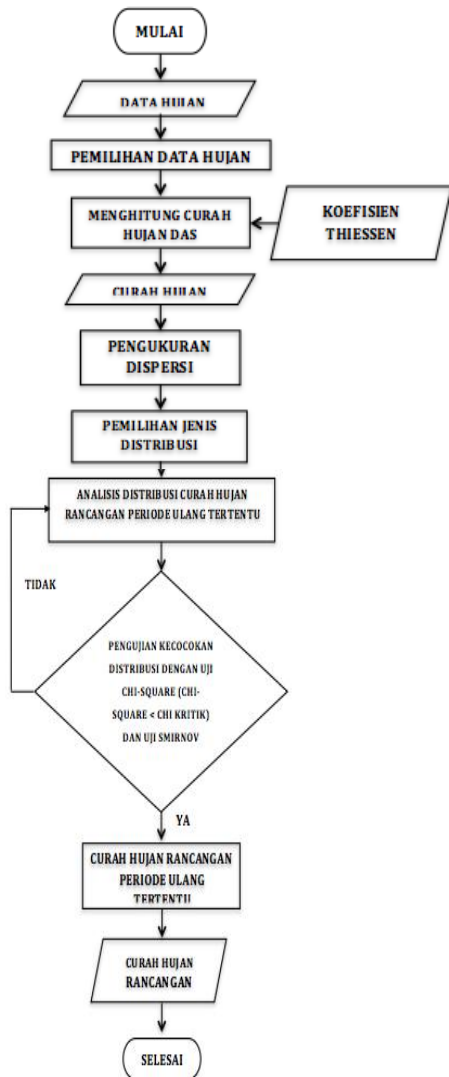 MULAI
DATA HUJAN
PEMILIHAN DATA HUJAN
MENGHITUNG CURAH
HUJAN DAS
KOEFISIEN
THIESSEN
CURAH HUJAN
PENGUKURAN
DISPERSI
PEMILIHAN JENIS
DISTRIBUSI
ANALISIS DISTRIBUSI CURAH HUJAN
RANCANGAN PERIODE ULANG TERTENTU
TIDAK
PENGUJIAN KECOCOKAN
DISTRIBUSI DENGAN UJI
CHI-SQUARE (CHI-
SQUARE < CHI KRITIK)
DAN UJI SMIRNOV
YA
CURAH HUJAN RANCANGAN
PERIODE ULANG
TERTENTU
CURAH HUJAN
RANCANGAN
SELESAI